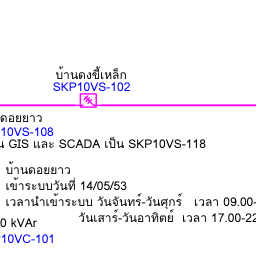 บ้านดงขี้เหล็ก
SKP10VS-102
ดอยยาว
10VS-108
น GIS และ SCADA เป็น SKP10VS-118
บ้านดอยยาว
เข้าระบบวันที่ 14/05/53
เวลานำเข้าระบบ วันจันทร์-วันศุกร์ เวลา 09.00-
วันเสาร์-วันอาทิตย์ เวลา 17.00-22
0 kVAr
10VC-101